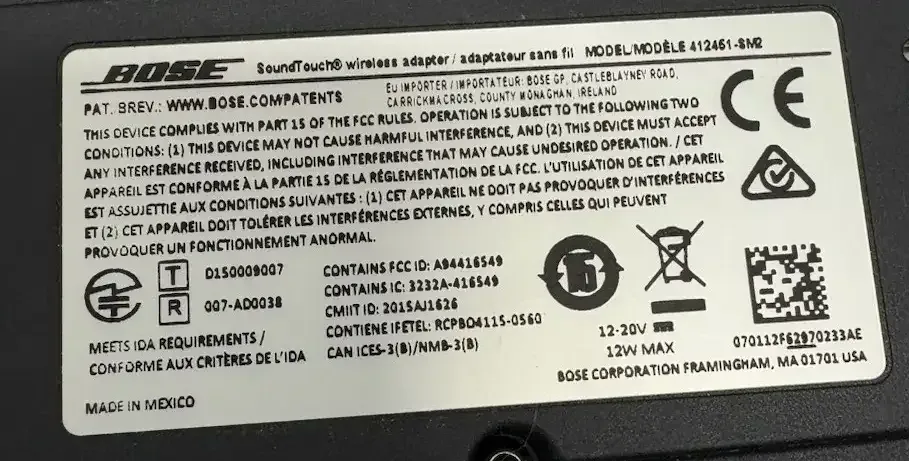 BOSE SoundTouch® wireless adapter / adaptateur sans fil MODEL/MODÈLE 412461-SM2
PAT. 9REV.: WWW.BOSE.COM/PATENTS
EU IMPORTER / IMPORTATEUR: BOSE GP, CASTLEBLAYNEY ROAD,
CARRICKMACROSS, COUNTY MONAGHAN, IRELAND
CE
THIS DEVICE COMPLIES WITH PART 15 OF THE FCC RULES. OPERATION IS SUBJECT TO THE FOLLOWING TWO
CONDITIONS: (1) THIS DEVICE MAY NOT CAUSE HARMFUL INTERFERENCE, AND (2) THIS DEVICE MUST ACCEPT
ANY INTERFERENCE RECEIVED, INCLUDING INTERFERENCE THAT MAY CAUSE UNDESIRED OPERATION. / CET
APPAREIL EST CONFORME À LA PARTIE 15 DE LA RÉGLEMENTATION DE LA FCC. L'UTILISATION DE CET APPAREIL
EST ASSUJETTIE AUX CONDITIONS SUIVANTES : (1) CET APPAREIL NE DOIT PAS PROVOQUER D'INTERFÉRENCES
ET (2) CET APPAREIL DOIT TOLÉRER LES INTERFÉRENCES EXTERNES, Y COMPRIS CELLES QUI PEUVENT
PROVOQUER UN FONCTIONNEMENT ANORMAL.
T D150009007
R 007-AD0038
MEETS IDA REQUIREMENTS /
CONFORME AUX CRITÈRES DE L'IDA
MADE IN MEXICO
CONTAINS FCC ID: A94416549
CONTAINS IC: 3232A-416549
CMIIT ID: 2015AJ1626
CONTIENE IFETEL: RCPBO4115-0560
CAN ICES-3(B)/NMB-3(B)
15
12-20V
12W MAX
070112F62970233AE
BOSE CORPORATION FRAMINGHAM, MA 01701 USA